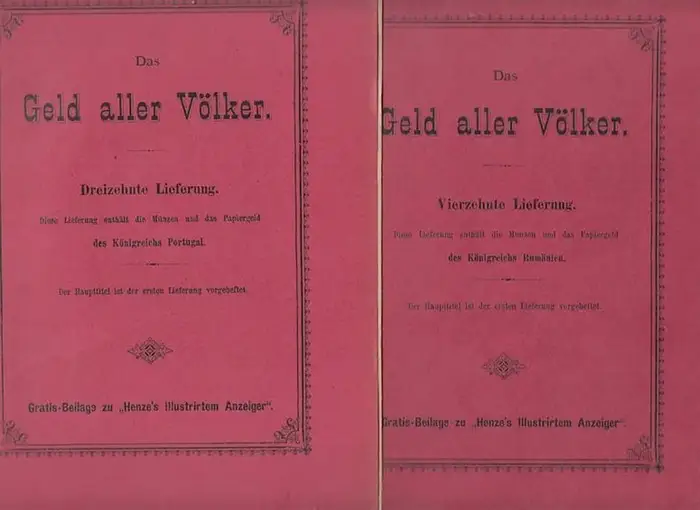 Das
Geld aller Völker.
Dreizehnte Lieferung.
Diese Lieferung enthält die Münzen und das Papiergeld
des Königreichs Portugal.
Der Haupttitel ist der ersten Lieferung vorgeheftet.
Gratis-Beilage zu „Henze's Illustrirtem Anzeiger“.
Das
Geld aller Völker.
Vierzehnte Lieferung.
Diese Lieferung enthält die Münzen und das Papiergeld
des Königreichs Rumänien.
Der Haupttitel ist der ersten Lieferung vorgeheftet.
Gratis-Beilage zu „Henze's Illustrirtem Anzeiger“.